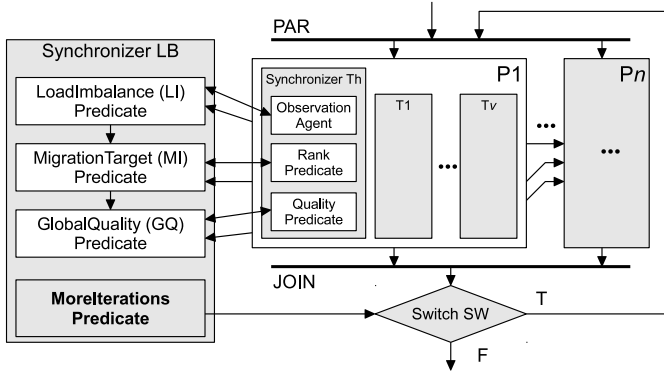 PAR
Synchronizer LB
LoadImbalance (LI)
Predicate
MigrationTarget (MI)
Predicate
GlobalQuality (GQ)
Predicate
MoreIterations
Predicate
P1
Synchronizer Th
Observation
Agent
Rank
Predicate
Quality
Predicate
T1
...
Tv
...
Pn
...
JOIN
Switch SW
T
F